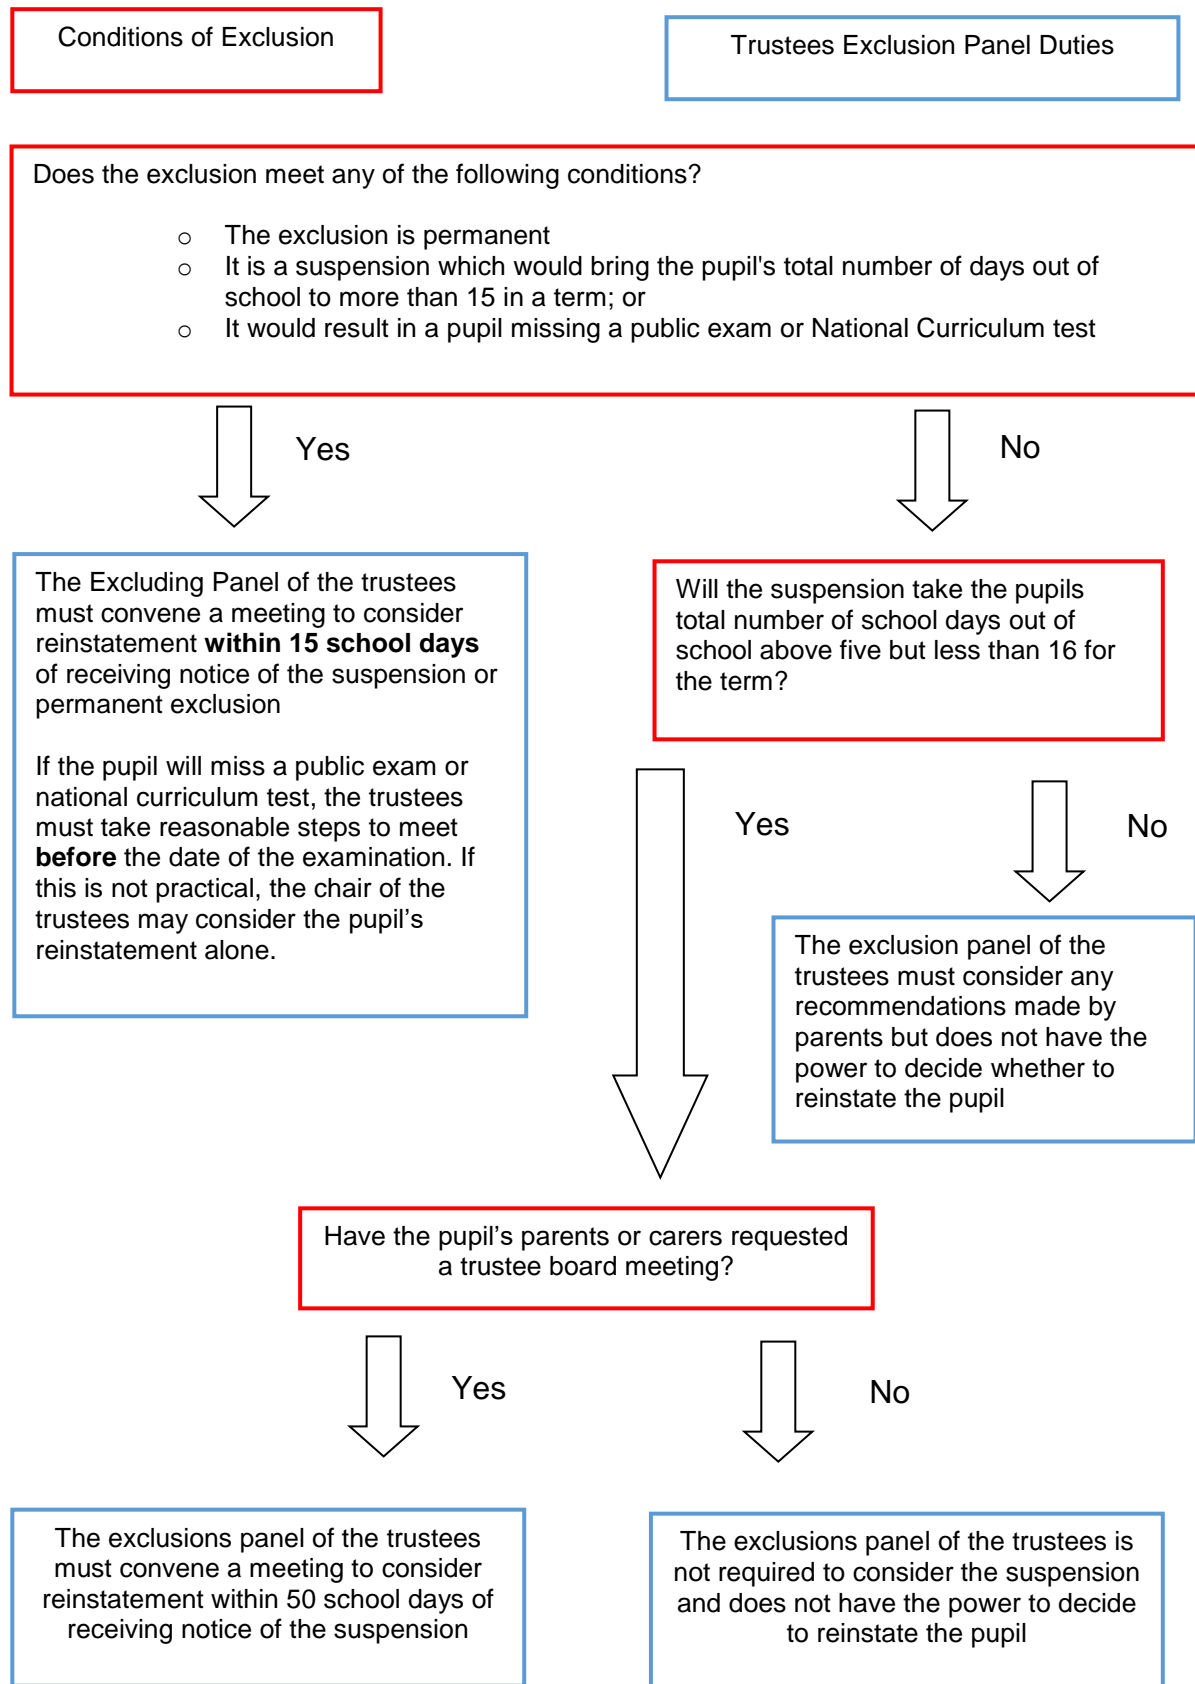 Conditions of Exclusion
Trustees Exclusion Panel Duties
Does the exclusion meet any of the following conditions?
o The exclusion is permanent
o It is a suspension which would bring the pupil's total number of days out of
school to more than 15 in a term; or
o It would result in a pupil missing a public exam or National Curriculum test
Yes
No
The Excluding Panel of the trustees
must convene a meeting to consider
reinstatement within 15 school days
of receiving notice of the suspension or
permanent exclusion
If the pupil will miss a public exam or
national curriculum test, the trustees
must take reasonable steps to meet
before the date of the examination. If
this is not practical, the chair of the
trustees may consider the pupil’s
reinstatement alone.
Will the suspension take the pupils
total number of school days out of
school above five but less than 16 for
the term?
Yes
No
The exclusion panel of the
trustees must consider any
recommendations made by
parents but does not have the
power to decide whether to
reinstate the pupil
Have the pupil’s parents or carers requested
a trustee board meeting?
Yes
No
The exclusions panel of the trustees
must convene a meeting to consider
reinstatement within 50 school days of
receiving notice of the suspension
The exclusions panel of the trustees is
not required to consider the suspension
and does not have the power to decide
to reinstate the pupil